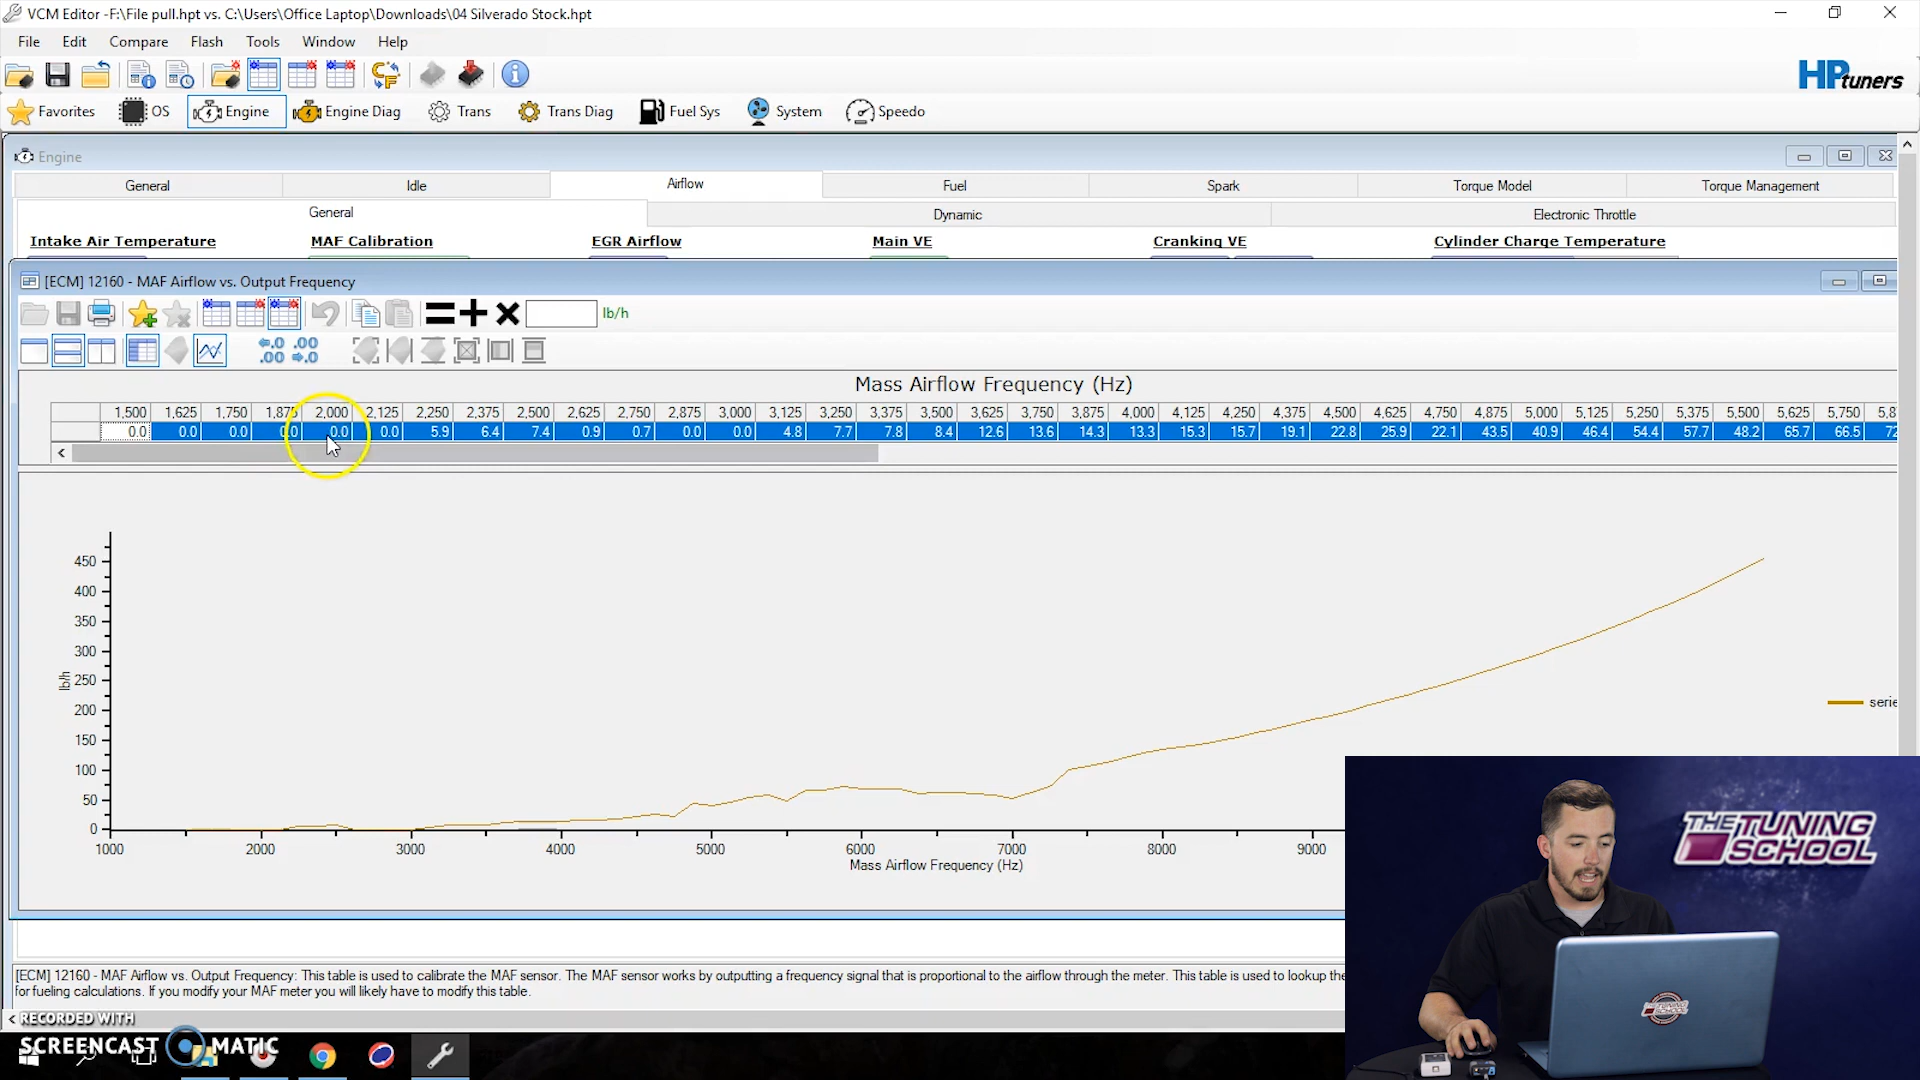 VCM Editor -F:\File pull.hpt vs. C:\Users\Office Laptop\Downloads\04 Silverado Stock.hpt
File Edit Compare Flash Tools Window Help
HPtuners
Favorites OS Engine Engine Diag Trans Trans Diag Fuel Sys System Speedo
Engine
General Idle Airflow Fuel Spark Torque Model Torque Management
General Dynamic Electronic Throttle
Intake Air Temperature MAF Calibration EGR Airflow Main VE Cranking VE Cylinder Charge Temperature
[ECM] 12160 - MAF Airflow vs. Output Frequency
lb/h
Mass Airflow Frequency (Hz)
1,500 1,625 1,750 1,875 2,000 2,125 2,250 2,375 2,500 2,625 2,750 2,875 3,000 3,125 3,250 3,375 3,500 3,625 3,750 3,875 4,000 4,125 4,250 4,375 4,500 4,625 4,750 4,875 5,000 5,125 5,250 5,375 5,500 5,625 5,750 5,8
0.0 0.0 0.0 0.0 0.0 0.0 5.9 6.4 7.4 0.9 0.7 0.0 0.0 4.8 7.7 7.8 8.4 12.6 13.6 14.3 13.3 15.3 15.7 19.1 22.8 25.9 22.1 43.5 40.9 46.4 54.4 57.7 48.2 65.7 66.5 72
450
400
350
300
250
200
150
100
50
0
lb/h
1000 2000 3000 4000 5000 6000 7000 8000 9000
Mass Airflow Frequency (Hz)
serie
THE TUNING SCHOOL
[ECM] 12160 - MAF Airflow vs. Output Frequency: This table is used to calibrate the MAF sensor. The MAF sensor works by outputting a frequency signal that is proportional to the airflow through the meter. This table is used to lookup the
for fueling calculations. If you modify your MAF meter you will likely have to modify this table.
RECORDED WITH
SCREENCAST MATIC